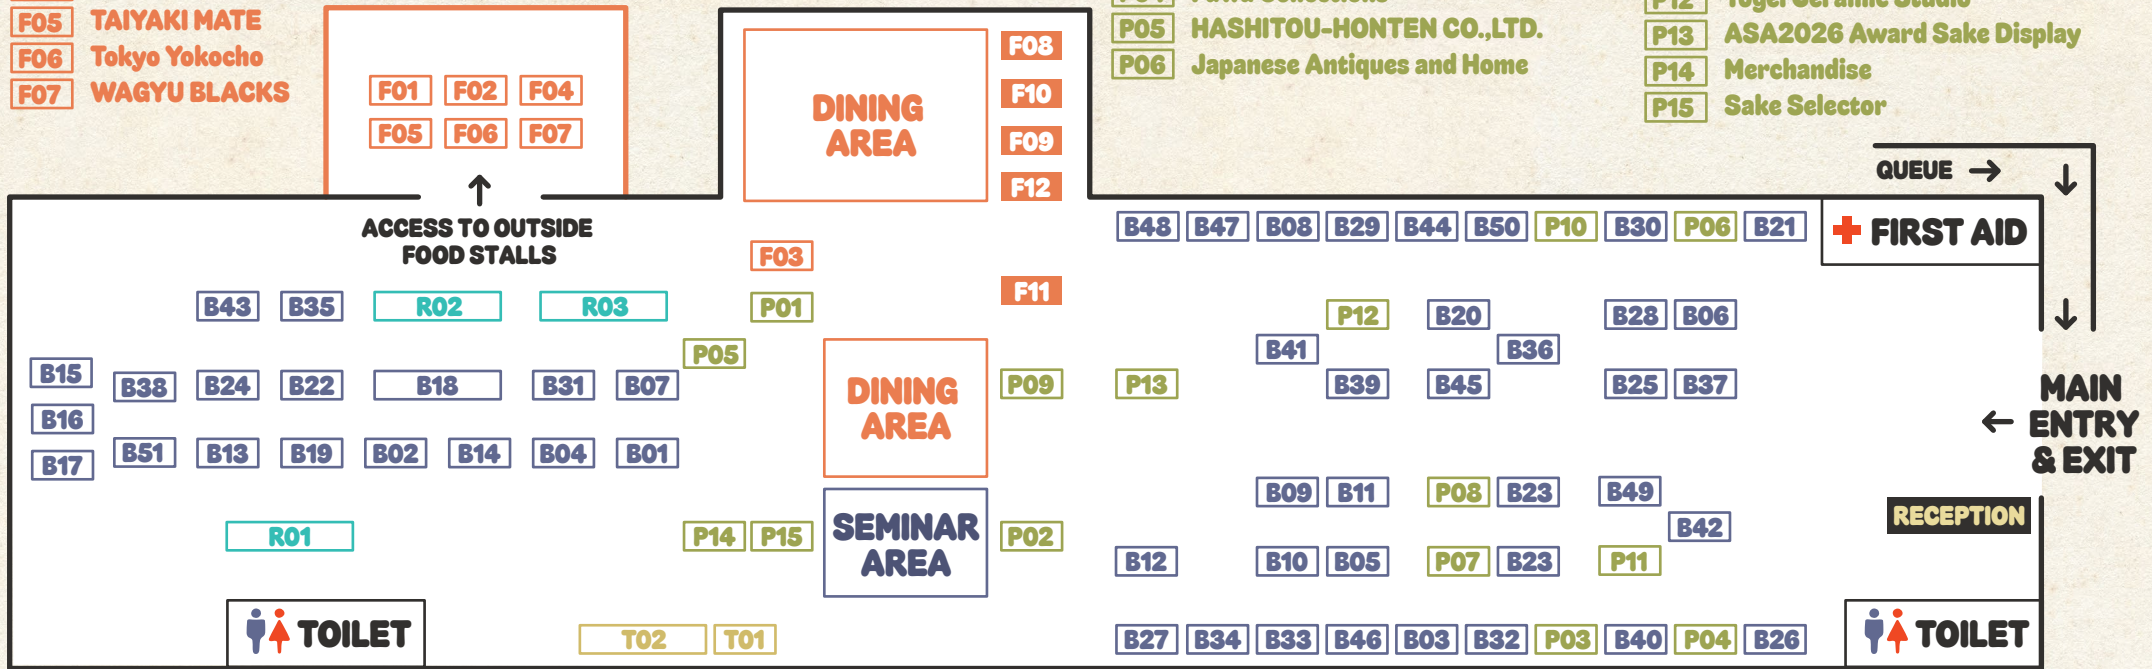 F05 TAIYAKI MATE
F06 Tokyo Yokocho
F07 WAGYU BLACKS
P05 HASHITOU-HONTEN CO.,LTD.
P06 Japanese Antiques and Home
P12 Togei Ceramic Studio
P13 ASA2026 Award Sake Display
P14 Merchandise
P15 Sake Selector
F01 F02 F04
F05 F06 F07
ACCESS TO OUTSIDE
FOOD STALLS
DINING
AREA
F08
F10
F09
F12
QUEUE →
B48 B47 B08 B29 B44 B50 P10 B30 P06 B21
FIRST AID
F03
F11
B43 B35 R02 R03 P01
P12 B20 B28 B06
B41 B36
P05
B15
B38 B24 B22 B18 B31 B07
DINING
AREA
P09 P13 B39 B45 B25 B37
MAIN
← ENTRY
& EXIT
B16
B17 B51 B13 B19 B02 B14 B04 B01
B09 B11 P08 B23 B49
RECEPTION
B42
R01 P14 P15
SEMINAR
AREA
P02
B12 B10 B05 P07 B23 P11
TOILET
T02 T01
B27 B34 B33 B46 B03 B32 P03 B40 P04 B26
TOILET